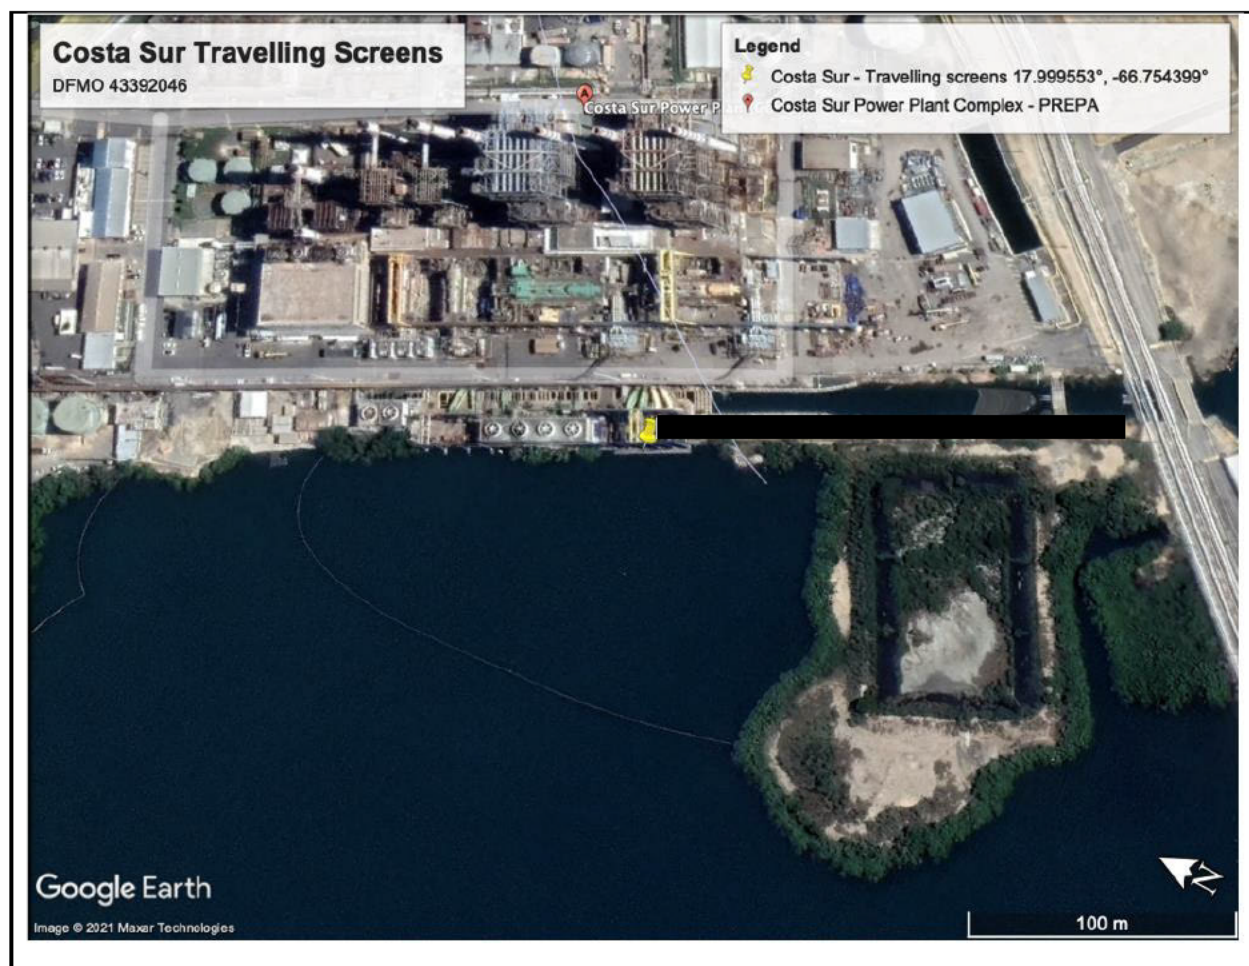 Costa Sur Travelling Screens
DFMO 43392046
Legend
Costa Sur - Travelling screens 17.999553°, -66.754399°
Costa Sur Power Plant Complex - PREPA
A
Costa Sur Power Pl
Google Earth
Image © 2021 Maxar Technologies
N
100 m